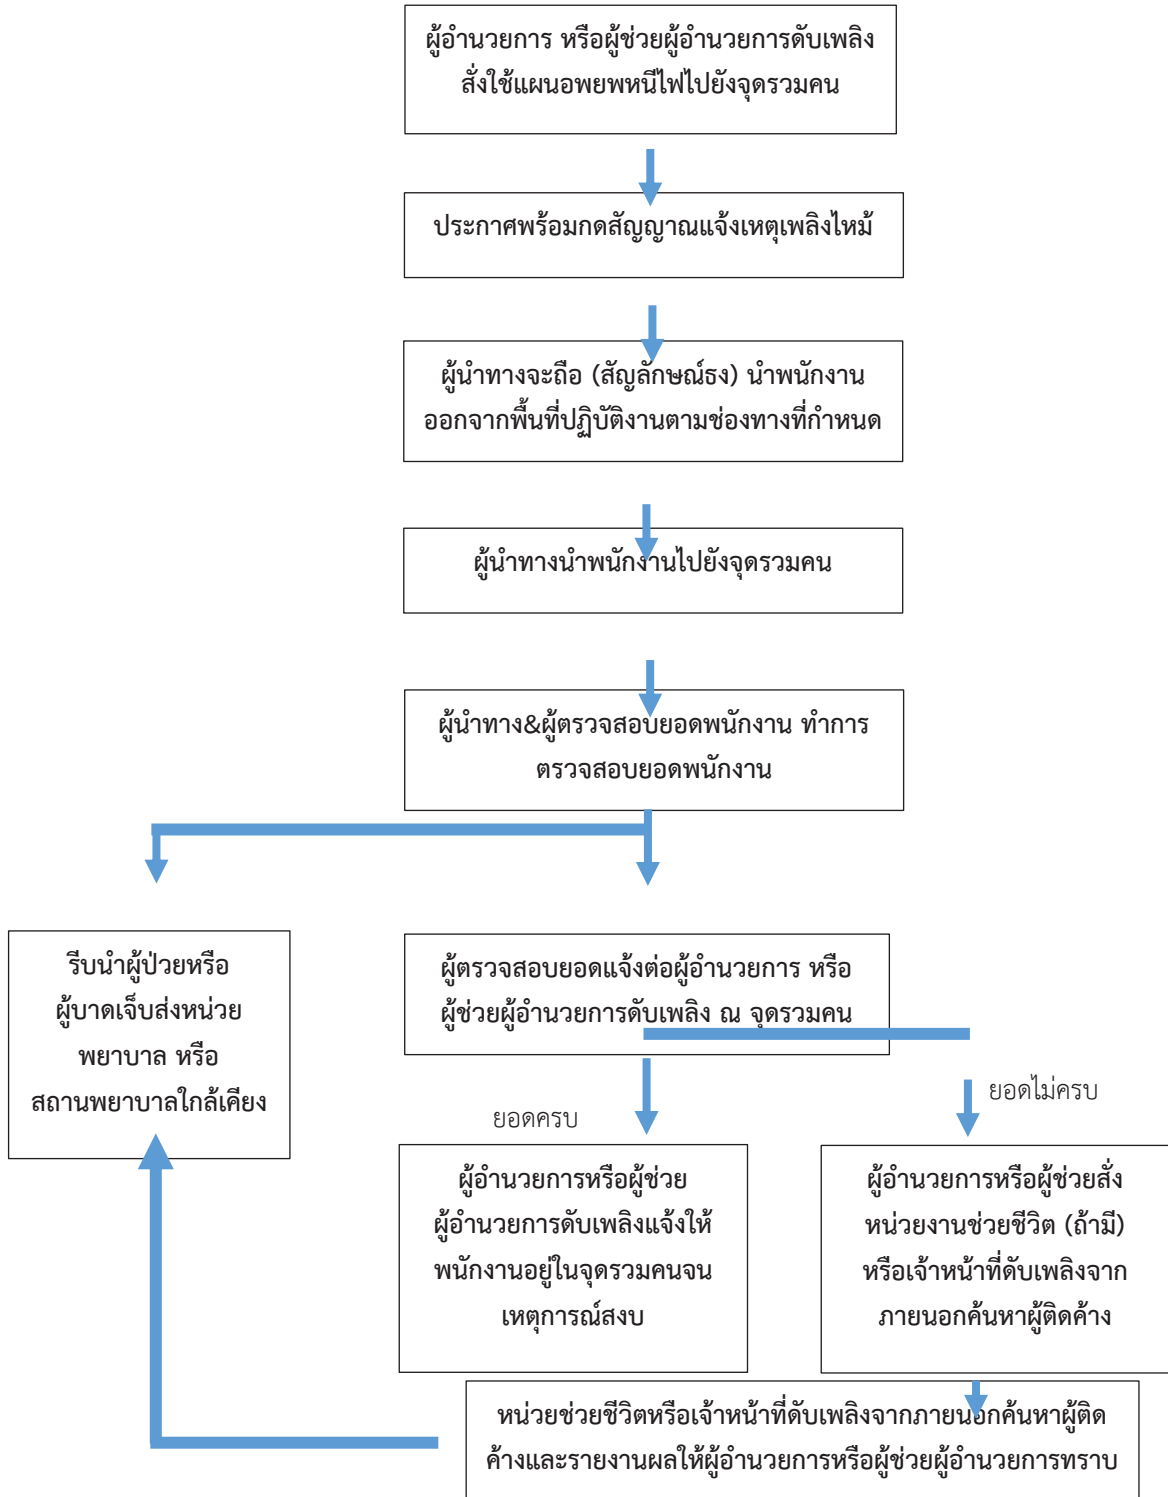 ผู้อำนวยการ หรือผู้ช่วยผู้อำนวยการดับเพลิง
สั่งใช้แผนอพยพหนีไฟไปยังจุดรวมคน
ประกาศพร้อมกดสัญญาณแจ้งเหตุเพลิงไหม้
ผู้นำทางจะถือ (สัญลักษณ์ธง) นำพนักงาน
ออกจากพื้นที่ปฏิบัติงานตามช่องทางที่กำหนด
ผู้นำทางนำพนักงานไปยังจุดรวมคน
ผู้นำทาง&ผู้ตรวจสอบยอดพนักงาน ทำการ
ตรวจสอบยอดพนักงาน
รีบนำผู้ป่วยหรือ
ผู้บาดเจ็บส่งหน่วย
พยาบาล หรือ
สถานพยาบาลใกล้เคียง
ผู้ตรวจสอบยอดแจ้งต่อผู้อำนวยการ หรือ
ผู้ช่วยผู้อำนวยการดับเพลิง ณ จุดรวมคน
ยอดครบ
ยอดไม่ครบ
ผู้อำนวยการหรือผู้ช่วย
ผู้อำนวยการดับเพลิงแจ้งให้
พนักงานอยู่ในจุดรวมคนจน
เหตุการณ์สงบ
ผู้อำนวยการหรือผู้ช่วยสั่ง
หน่วยงานช่วยชีวิต (ถ้ามี)
หรือเจ้าหน้าที่ดับเพลิงจาก
ภายนอกค้นหาผู้ติดค้าง
หน่วยช่วยชีวิตหรือเจ้าหน้าที่ดับเพลิงจากภายนอกค้นหาผู้ติด
ค้างและรายงานผลให้ผู้อำนวยการหรือผู้ช่วยผู้อำนวยการทราบ